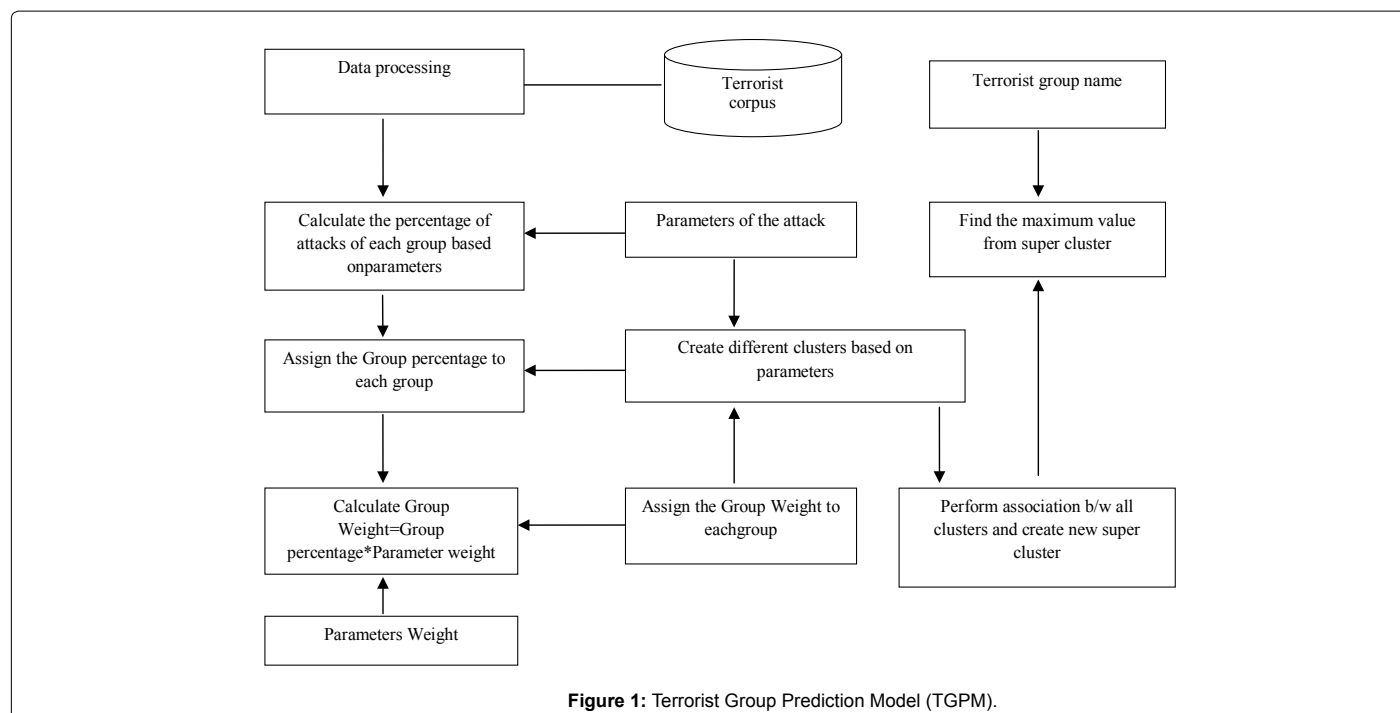 Data processing
Terrorist
corpus
Terrorist group name
Calculate the percentage of
attacks of each group based
onparameters
Parameters of the attack
Find the maximum value
from super cluster
Assign the Group percentage to
each group
Create different clusters based on
parameters
Calculate Group
Weight=Group
percentage*Parameter weight
Assign the Group Weight to
eachgroup
Perform association b/w all
clusters and create new super
cluster
Parameters Weight
Figure 1: Terrorist Group Prediction Model (TGPM).